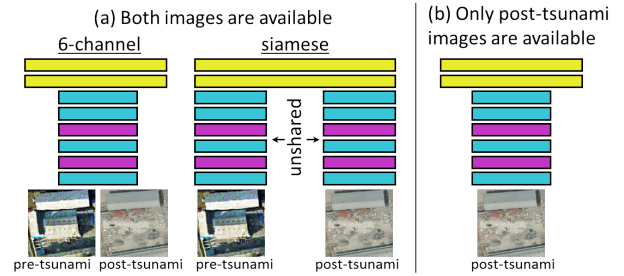 (a) Both images are available
6-channel
siamese
unshared
pre-tsunami
post-tsunami
pre-tsunami
post-tsunami
(b) Only post-tsunami
images are available
post-tsunami